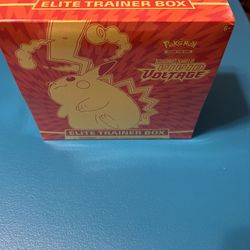 ELITE TRAINER BOX
POKéMON
VOLTAGE
ELITE TRAINER BOX